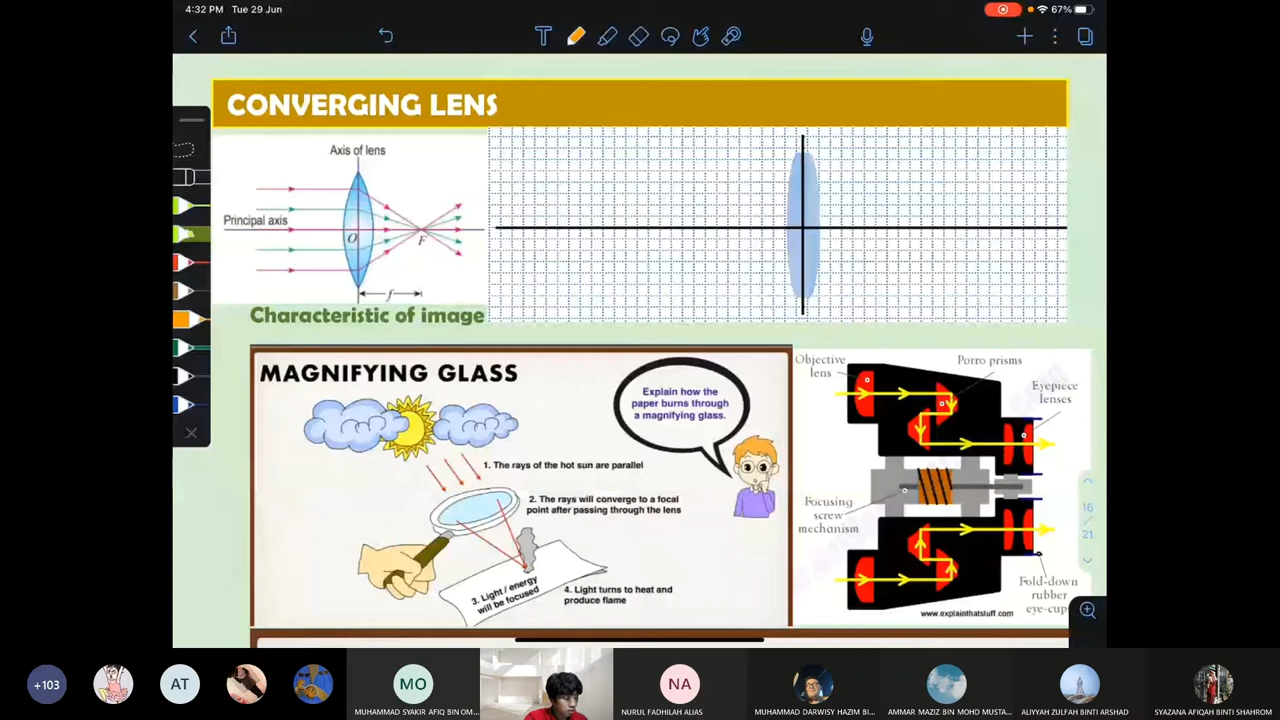 4:32 PM Tue 29 Jun
67%
T
CONVERGING LENS
Axis of lens
Principal axis
O
F
f
Characteristic of image
MAGNIFYING GLASS
Explain how the
paper burns through
a magnifying glass.
1. The rays of the hot sun are parallel
2. The rays will converge to a focal
point after passing through the lens
3. Light / energy
will be focused
4. Light turns to heat and
produce flame
Objective
lens
Porro prisms
Eyepiece
lenses
Focusing
screw
mechanism
Fold-down
rubber
eye-cups
www.explainthatstuff.com
16
/
21
+103
AT
MO
NA
MUHAMMAD SYAKIR AFIQ BIN OM...
NURUL FADHILAH ALIAS
MUHAMMAD DARWISY HAZIM BI...
AMMAR MAZIZ BIN MOHD MUSTA...
ALIYYAH ZULFAH BINTI ARSHAD
SYAZANA AFIQAH BINTI SHAHROM